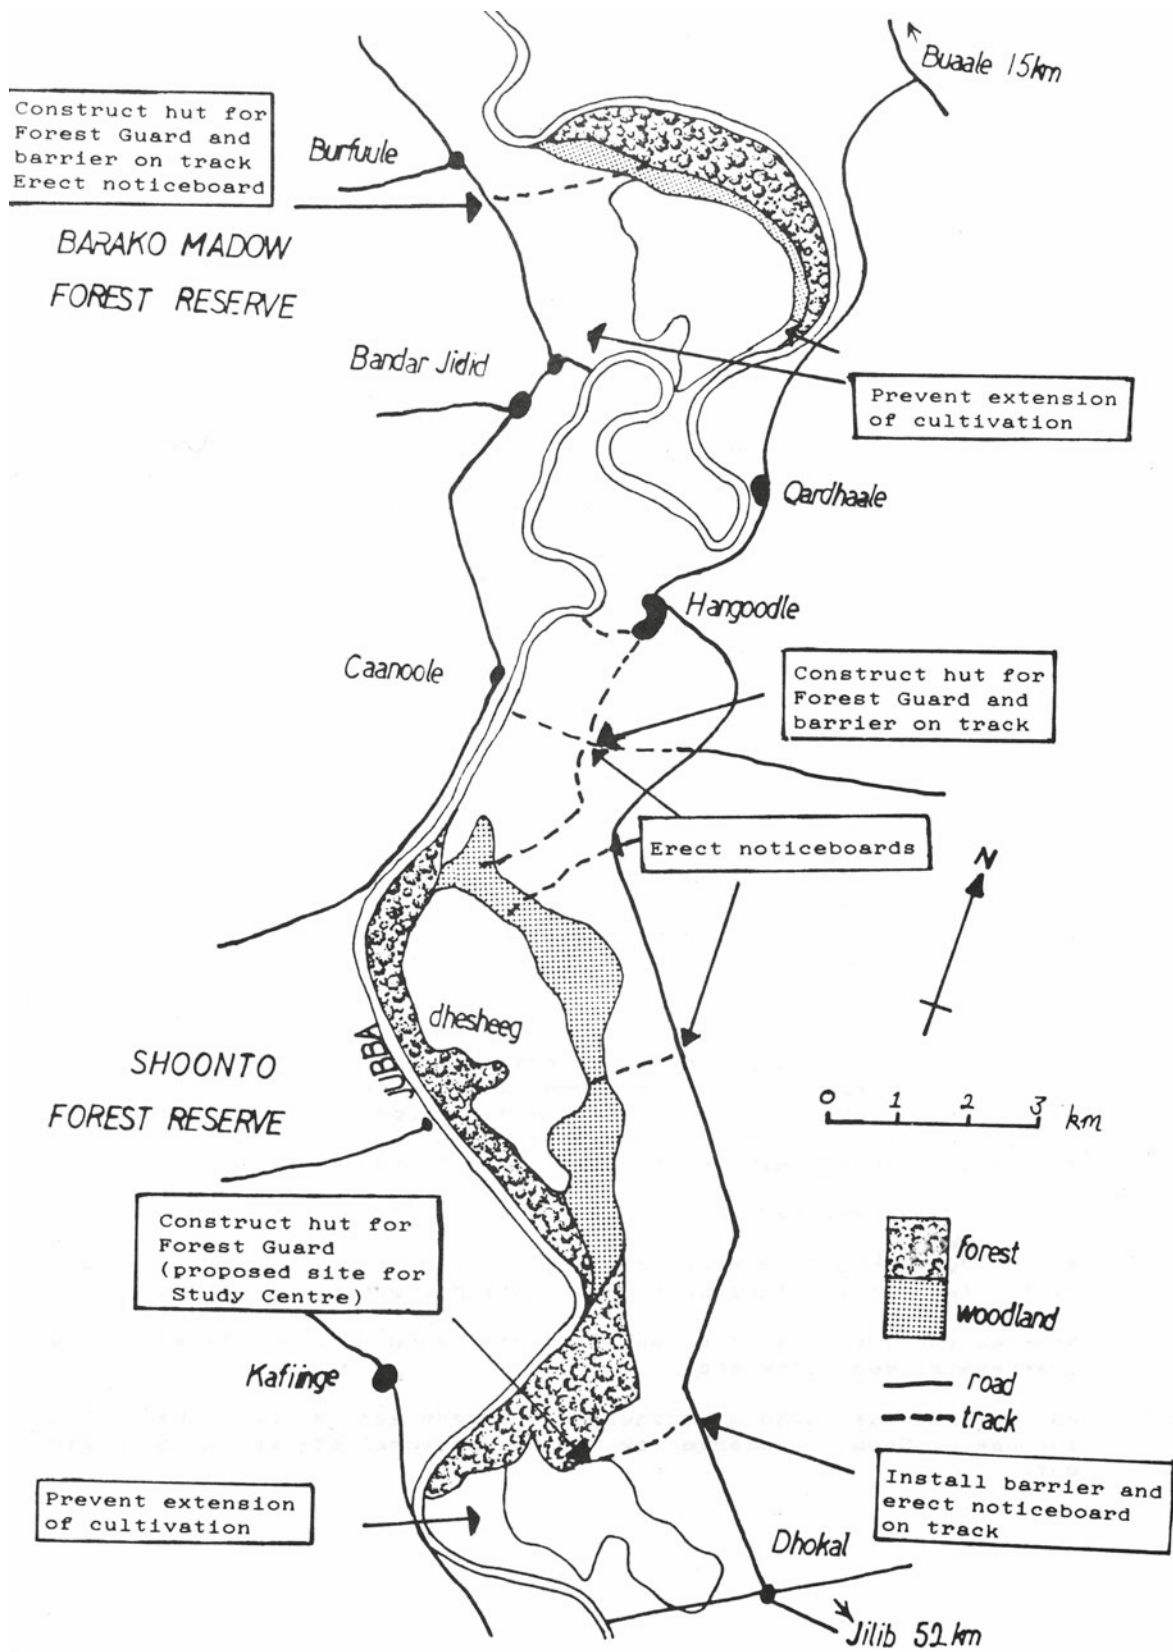 Buaale 15km
Construct hut for
Forest Guard and
barrier on track
Erect noticeboard
Burfuule
BARAKO MADOW
FOREST RESERVE
Bandar Jidid
Prevent extension
of cultivation
Qardhaale
Hangoodle
Caanoole
Construct hut for
Forest Guard and
barrier on track
Erect noticeboards
N
dhesheeg
JUBBA
SHOONTO
FOREST RESERVE
0 1 2 3 km
Construct hut for
Forest Guard
(proposed site for
Study Centre)
forest
woodland
Kafiinge
road
track
Prevent extension
of cultivation
Install barrier and
erect noticeboard
on track
Dhokal
Jilib 52 km